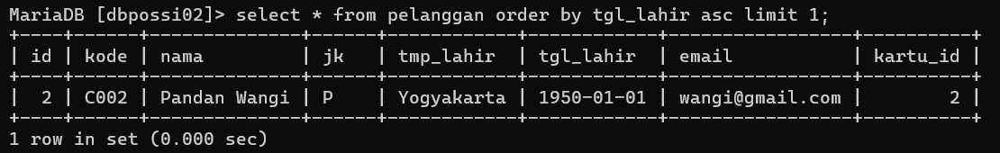 MariaDB [dbpossi02]> select * from pelanggan order by tgl_lahir asc limit 1;
+----+------+--------------+------+------------+------------+-----------------+----------+
| id | kode | nama         | jk   | tmp_lahir  | tgl_lahir  | email           | kartu_id |
+----+------+--------------+------+------------+------------+-----------------+----------+
|  2 | C002 | Pandan Wangi | P    | Yogyakarta | 1950-01-01 | wangi@gmail.com |        2 |
+----+------+--------------+------+------------+------------+-----------------+----------+
1 row in set (0.000 sec)